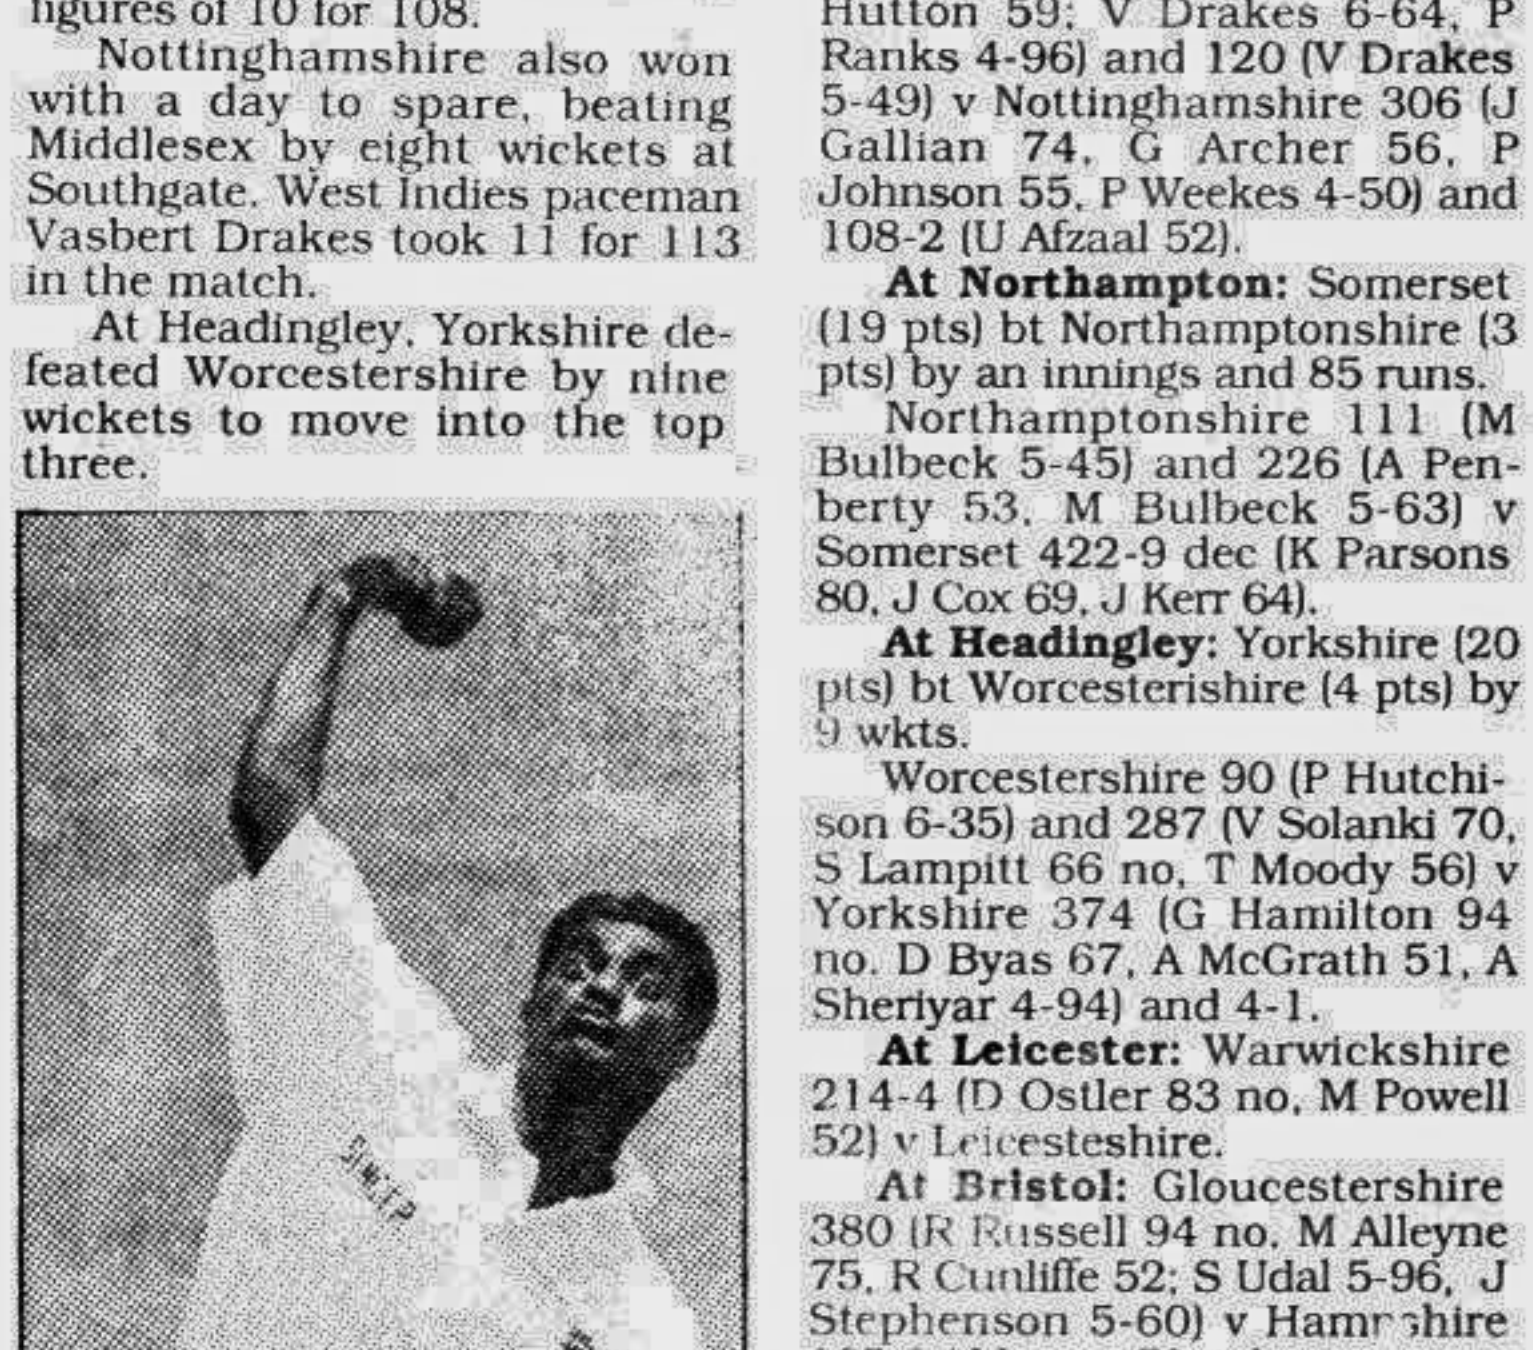 figures of 10 for 108.
Nottinghamshire also won
with a day to spare, beating
Middlesex by eight wickets at
Southgate. West Indies paceman
Vasbert Drakes took 11 for 113
in the match.
At Headingley, Yorkshire de-
feated Worcestershire by nine
wickets to move into the top
three.
Hutton 59; V Drakes 6-64, P
Ranks 4-96) and 120 (V Drakes
5-49) v Nottinghamshire 306 (J
Gallian 74, G Archer 56, P
Johnson 55, P Weekes 4-50) and
108-2 (U Afzaal 52).
At Northampton: Somerset
(19 pts) bt Northamptonshire (3
pts) by an innings and 85 runs.
Northamptonshire 111 (M
Bulbeck 5-45) and 226 (A Pen-
berty 53, M Bulbeck 5-63) v
Somerset 422-9 dec (K Parsons
80, J Cox 69, J Kerr 64).
At Headingley: Yorkshire (20
pts) bt Worcesterishire (4 pts) by
9 wkts.
Worcestershire 90 (P Hutchi-
son 6-35) and 287 (V Solanki 70,
S Lampitt 66 no, T Moody 56) v
Yorkshire 374 (G Hamilton 94
no. D Byas 67, A McGrath 51, A
Sheriyar 4-94) and 4-1.
At Leicester: Warwickshire
214-4 (D Ostler 83 no, M Powell
52) v Leicesteshire.
At Bristol: Gloucestershire
380 (R Russell 94 no. M Alleyne
75, R Cunliffe 52; S Udal 5-96, J
Stephenson 5-60) v Hampshire